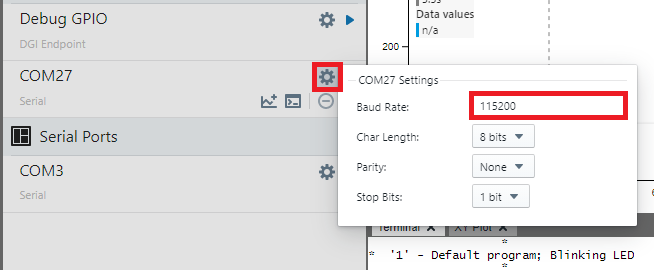 Debug GPIO
DGI Endpoint
COM27
Serial
Serial Ports
COM3
Serial
Data values
n/a
200
COM27 Settings
Baud Rate: 115200
Char Length: 8 bits
Parity: None
Stop Bits: 1 bit
Terminal X XY Plot X
*
* '1' - Default program; Blinking LED
*